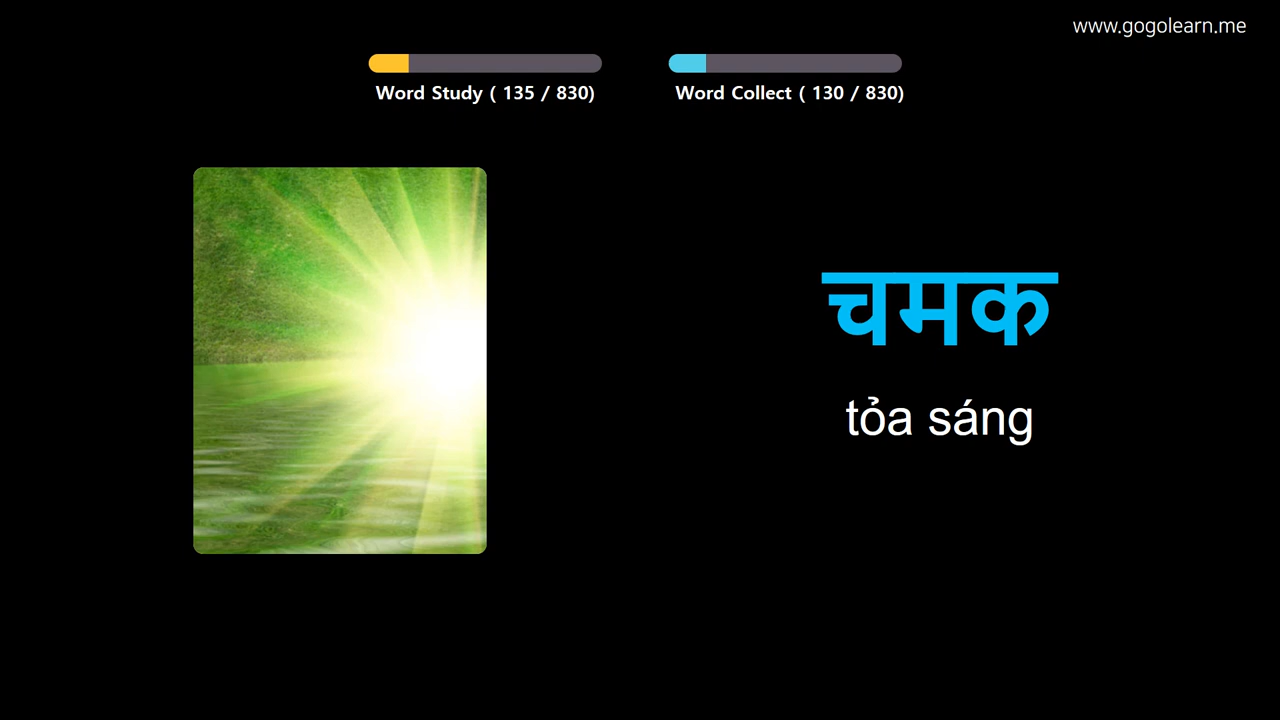 www.gogolearn.me
Word Study ( 135 / 830)
Word Collect ( 130 / 830)
चमक
tỏa sáng